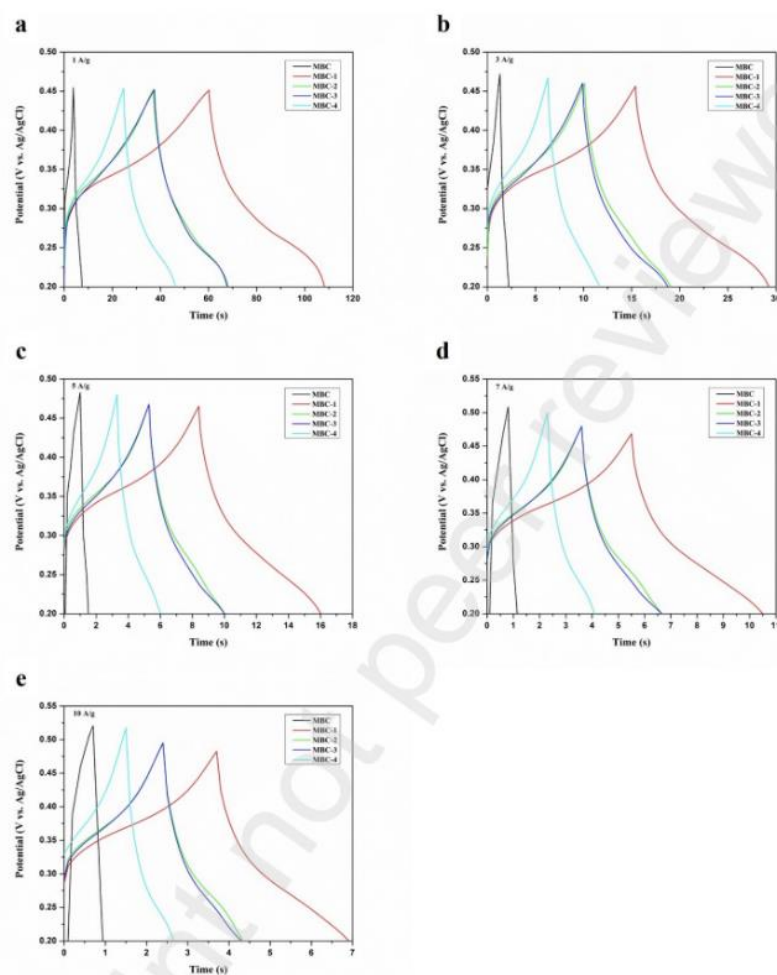 a
1 A/g
MBC
MBC-1
MBC-2
MBC-3
MBC-4
Potential (V vs. Ag/AgCl)
0.50
0.45
0.40
0.35
0.30
0.25
0.20
0 20 40 60 80 100 120
Time (s)
b
3 A/g
MBC
MBC-1
MBC-2
MBC-3
MBC-4
Potential (V vs. Ag/AgCl)
0.50
0.45
0.40
0.35
0.30
0.25
0.20
0 5 10 15 20 25 30
Time (s)
c
5 A/g
MBC
MBC-1
MBC-2
MBC-3
MBC-4
Potential (V vs. Ag/AgCl)
0.50
0.45
0.40
0.35
0.30
0.25
0.20
0 2 4 6 8 10 12 14 16 18
Time (s)
d
7 A/g
MBC
MBC-1
MBC-2
MBC-3
MBC-4
Potential (V vs. Ag/AgCl)
0.55
0.50
0.45
0.40
0.35
0.30
0.25
0.20
0 1 2 3 4 5 6 7 8 9 10 11
Time (s)
e
10 A/g
MBC
MBC-1
MBC-2
MBC-3
MBC-4
Potential (V vs. Ag/AgCl)
0.55
0.50
0.45
0.40
0.35
0.30
0.25
0.20
0 1 2 3 4 5 6 7
Time (s)
not peer reviewe